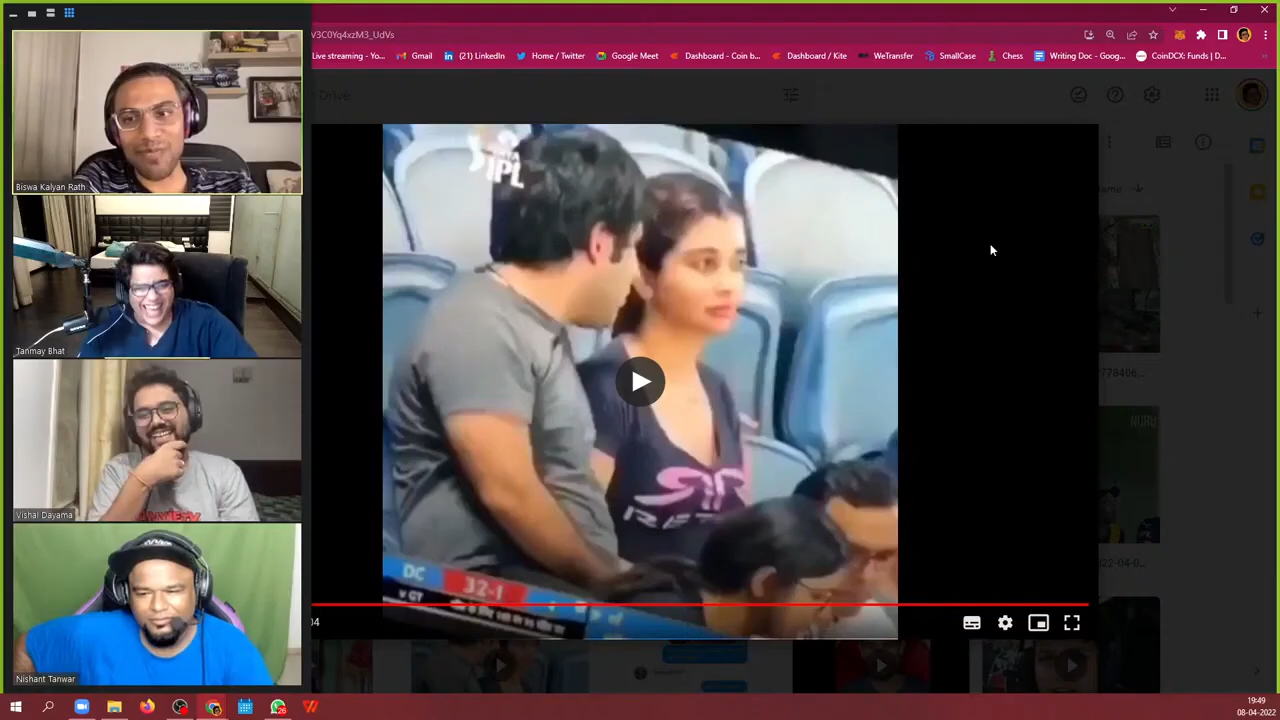 V3C0Yq4xzM3_UdVs
Live streaming - Yo...
Gmail
(21) LinkedIn
Home / Twitter
Google Meet
Dashboard - Coin b...
Dashboard / Kite
WeTransfer
SmallCase
Chess
Writing Doc - Goog...
CoinDCX: Funds | D...
Drive
Biswa Kalyan Rath
IPL
Tanmay Bhat
Vishal Dayama
DC 32-1
v GT
04
Nishant Tanwar
19:49
08-04-2022